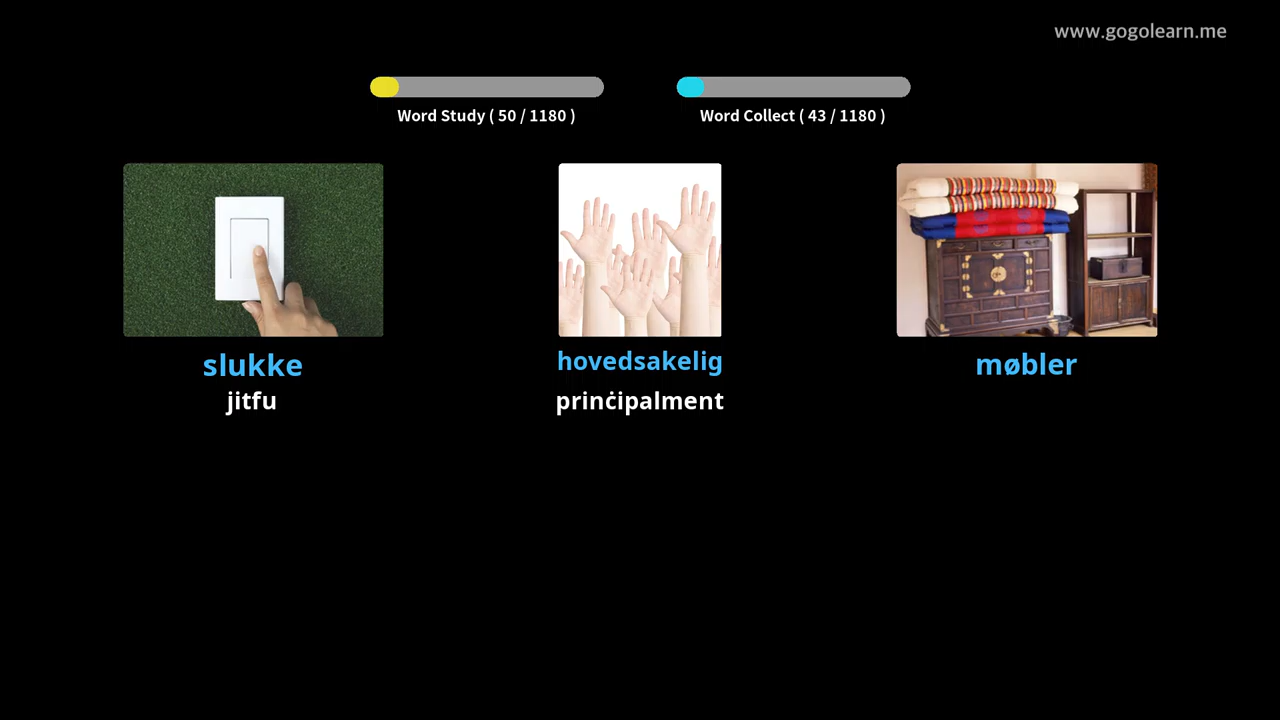 www.gogolearn.me
Word Study ( 50 / 1180 )
Word Collect ( 43 / 1180 )
slukke
jitfu
hovedsakelig
prinċipalment
møbler